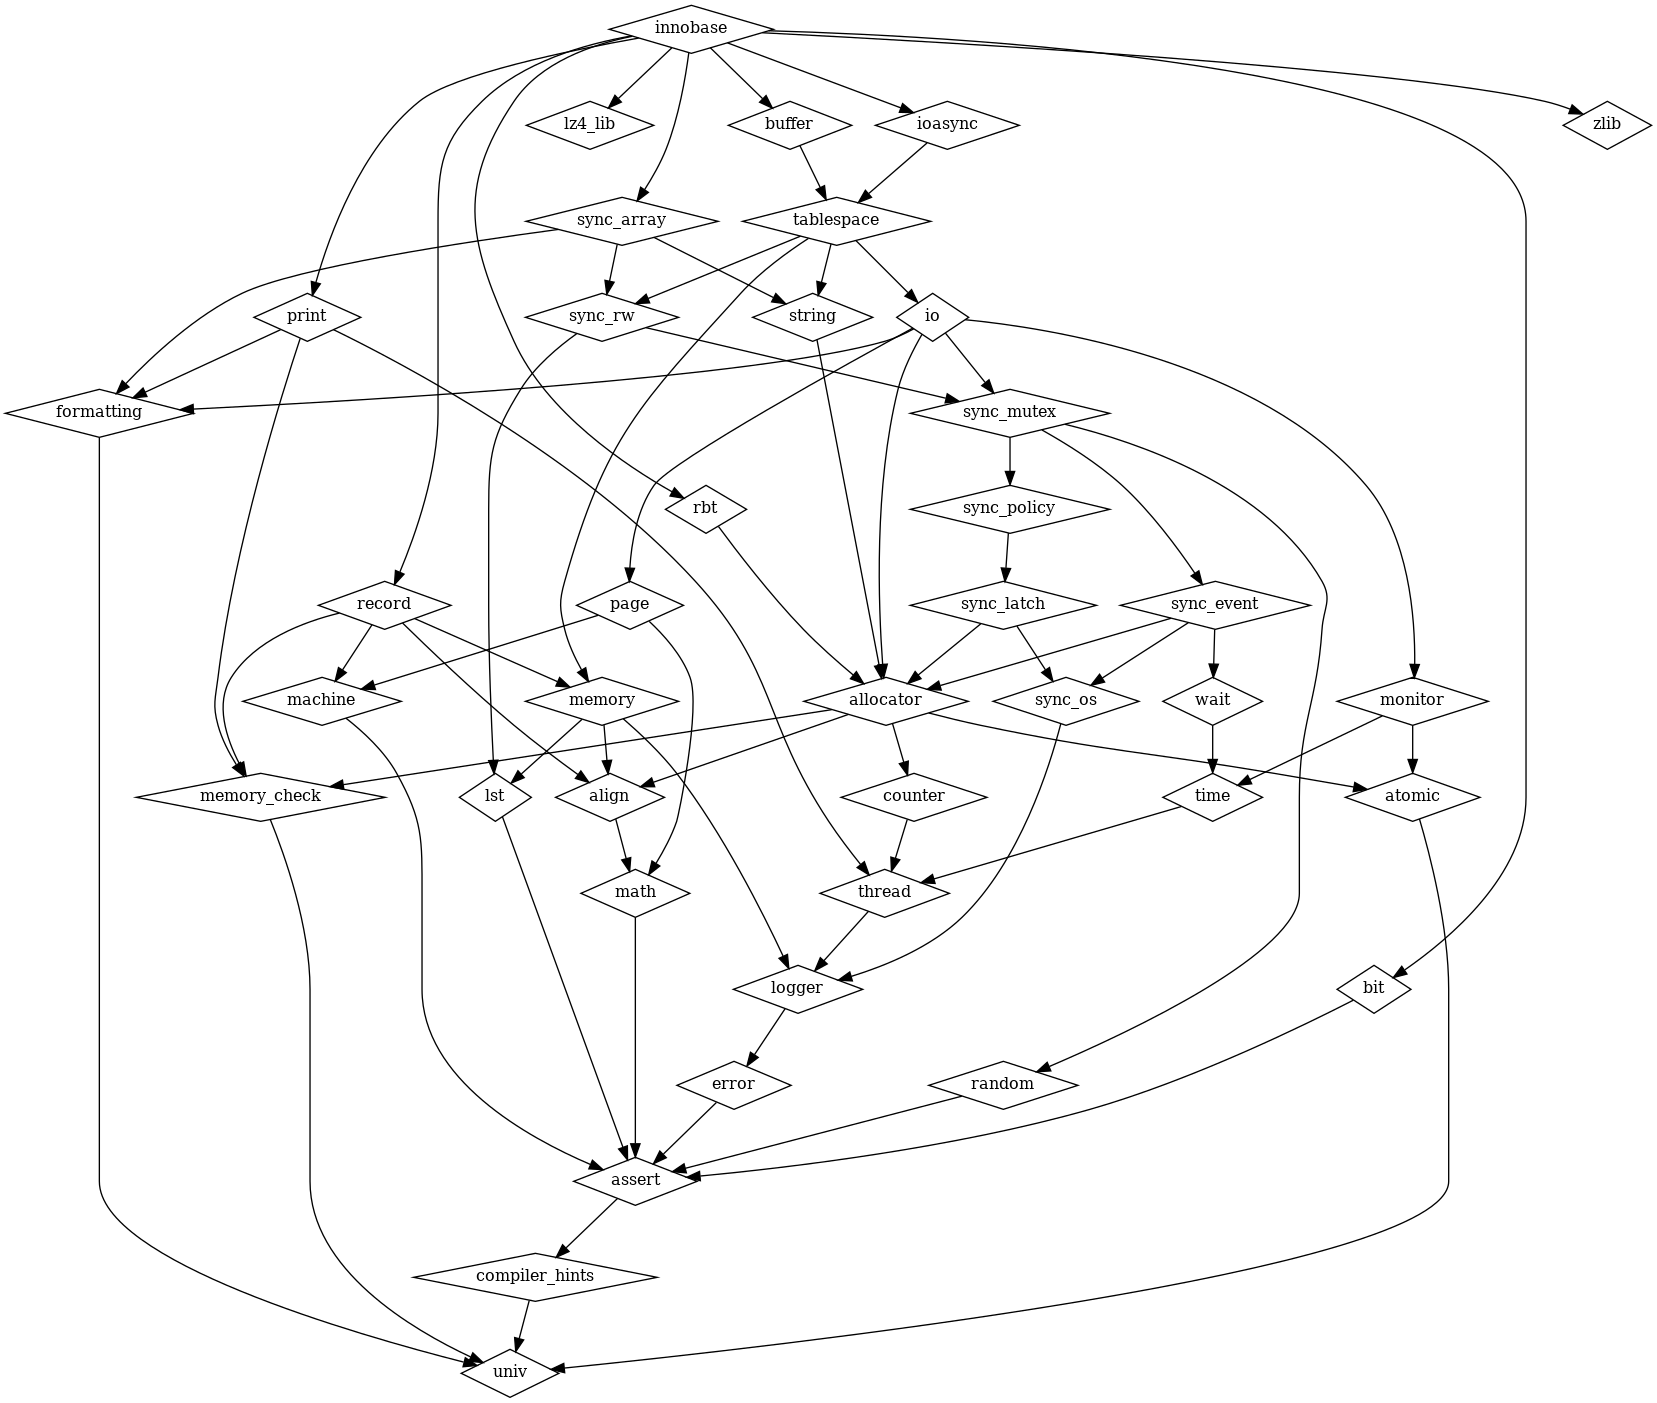 innobase
lz4_lib
buffer
ioasync
zlib
sync_array
tablespace
print
sync_rw
string
io
formatting
sync_mutex
rbt
sync_policy
record
page
sync_latch
sync_event
machine
memory
allocator
sync_os
wait
monitor
memory_check
lst
align
counter
time
atomic
math
thread
logger
bit
error
random
assert
compiler_hints
univ